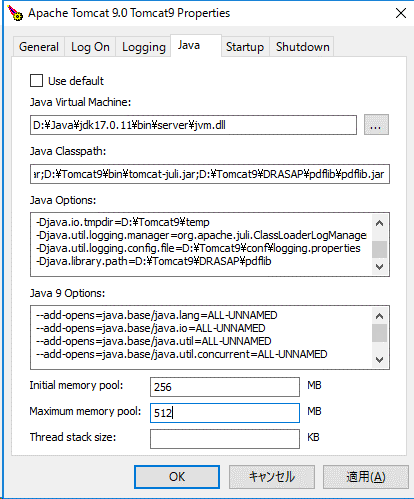 Apache Tomcat 9.0 Tomcat9 Properties
General Log On Logging Java Startup Shutdown
Use default
Java Virtual Machine:
D:¥Java¥jdk17.0.11¥bin¥server¥jvm.dll
...
Java Classpath:
ar;D:¥Tomcat9¥bin¥tomcat-juli.jar;D:¥Tomcat9¥DRASAP¥pdflib¥pdflib.jar
Java Options:
-Djava.io.tmpdir=D:¥Tomcat9¥temp
-Djava.util.logging.manager=org.apache.juli.ClassLoaderLogManager
-Djava.util.logging.config.file=D:¥Tomcat9¥conf¥logging.properties
-Djava.library.path=D:¥Tomcat9¥DRASAP¥pdflib
Java 9 Options:
--add-opens=java.base/java.lang=ALL-UNNAMED
--add-opens=java.base/java.io=ALL-UNNAMED
--add-opens=java.base/java.util=ALL-UNNAMED
--add-opens=java.base/java.util.concurrent=ALL-UNNAMED
Initial memory pool: 256 MB
Maximum memory pool: 512 MB
Thread stack size: KB
OK キャンセル 適用(A)